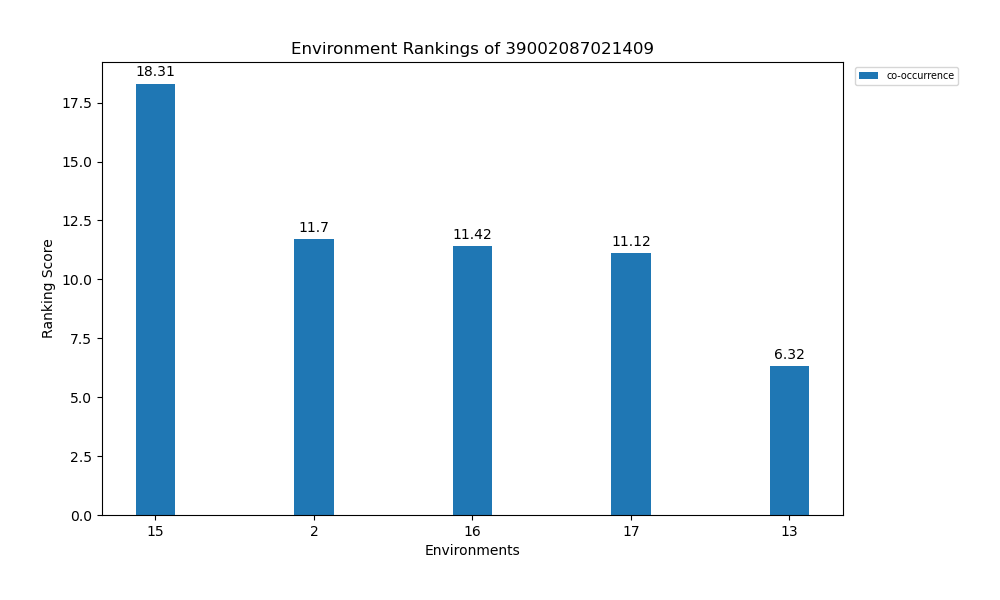 Environment Rankings of 39002087021409
co-occurrence
18.31
11.7
11.42
11.12
6.32
17.5
15.0
12.5
10.0
7.5
5.0
2.5
0.0
Ranking Score
15 2 16 17 13
Environments